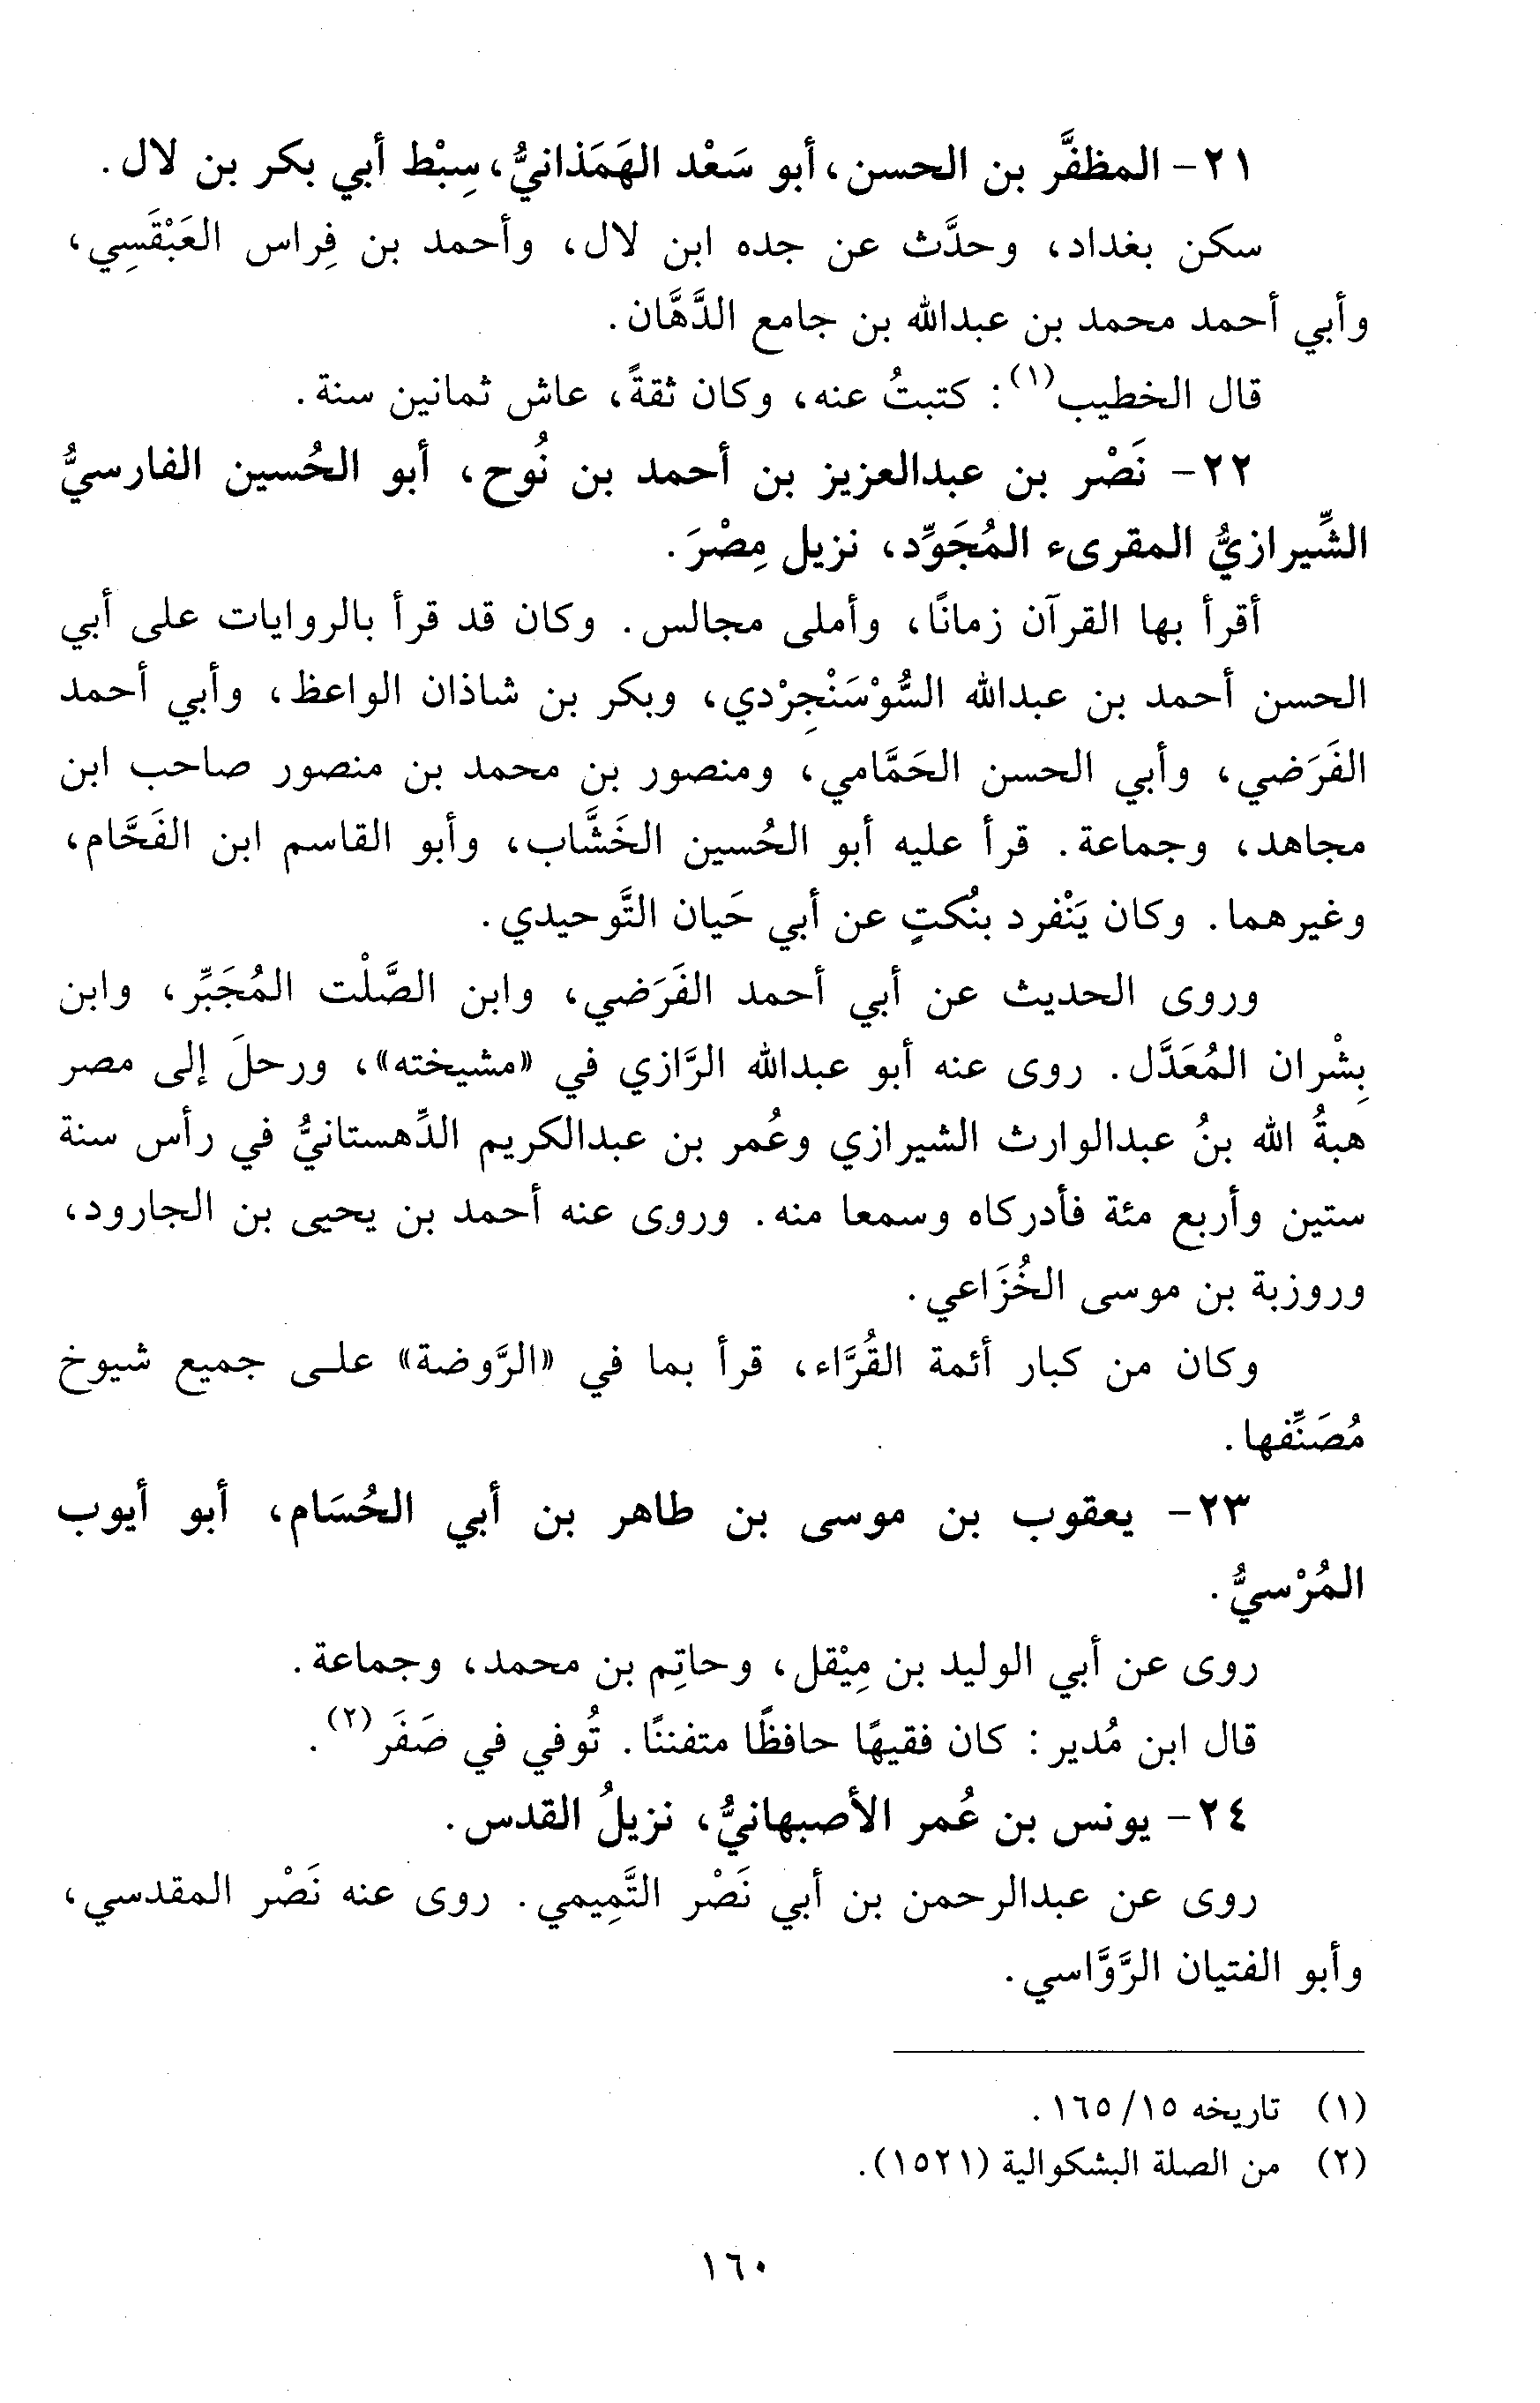 ٢١- المظفَّر بن الحسن، أبو سَعْد الهَمَذانيُّ، سِبْط أبي بكر بن لال.
سكن بغداد، وحدَّث عن جده ابن لال، وأحمد بن فِراس العَبْقَسِي،
وأبي أحمد محمد بن عبدالله بن جامع الدَّهَّان.
قال الخطيب(١): كتبتُ عنه، وكان ثقةً، عاش ثمانين سنة.
٢٢- نَصْر بن عبدالعزيز بن أحمد بن نُوح، أبو الحُسين الفارسيُّ
الشِّيرازيُّ المقرىء المُجَوِّد، نزيل مِصْرَ.
أقرأ بها القرآن زمانًا، وأملى مجالس. وكان قد قرأ بالروايات على أبي
الحسن أحمد بن عبدالله السُّوْسَنْجِرْدي، وبكر بن شاذان الواعظ، وأبي أحمد
الفَرَضي، وأبي الحسن الحَمَّامي، ومنصور بن محمد بن منصور صاحب ابن
مجاهد، وجماعة. قرأ عليه أبو الحُسين الخَشَّاب، وأبو القاسم ابن الفَحَّام،
وغيرهما. وكان يَنْفرد بنُكتٍ عن أبي حَيان التَّوحيدي.
وروى الحديث عن أبي أحمد الفَرَضي، وابن الصَّلْت المُجَبِّر، وابن
بِشْران المُعَدَّل. روى عنه أبو عبدالله الرَّازي في «مشيخته»، ورحلَ إلى مصر
هبةُ الله بنُ عبدالوارث الشيرازي وعُمر بن عبدالكريم الدِّهستانيُّ في رأس سنة
ستين وأربع مئة فأدركاه وسمعا منه. وروى عنه أحمد بن يحيى بن الجارود،
وروزبة بن موسى الخُزَاعي.
وكان من كبار أئمة القُرَّاء، قرأ بما في «الرَّوضة» على جميع شيوخ
مُصَنِّفها.
٢٣- يعقوب بن موسى بن طاهر بن أبي الحُسَام، أبو أيوب
المُرْسيُّ.
روى عن أبي الوليد بن مِيْقل، وحاتِم بن محمد، وجماعة.
قال ابن مُدير: كان فقيهًا حافظًا متفننًا. تُوفي في صَفَر(٢).
٢٤- يونس بن عُمر الأصبهانيُّ، نزيلُ القدس.
روى عن عبدالرحمن بن أبي نَصْر التَّمِيمي. روى عنه نَصْر المقدسي،
وأبو الفتيان الرَّوَّاسي.
(١) تاريخه ١٥/ ١٦٥.
(٢) من الصلة البشكوالية (١٥٢١).
١٦٠